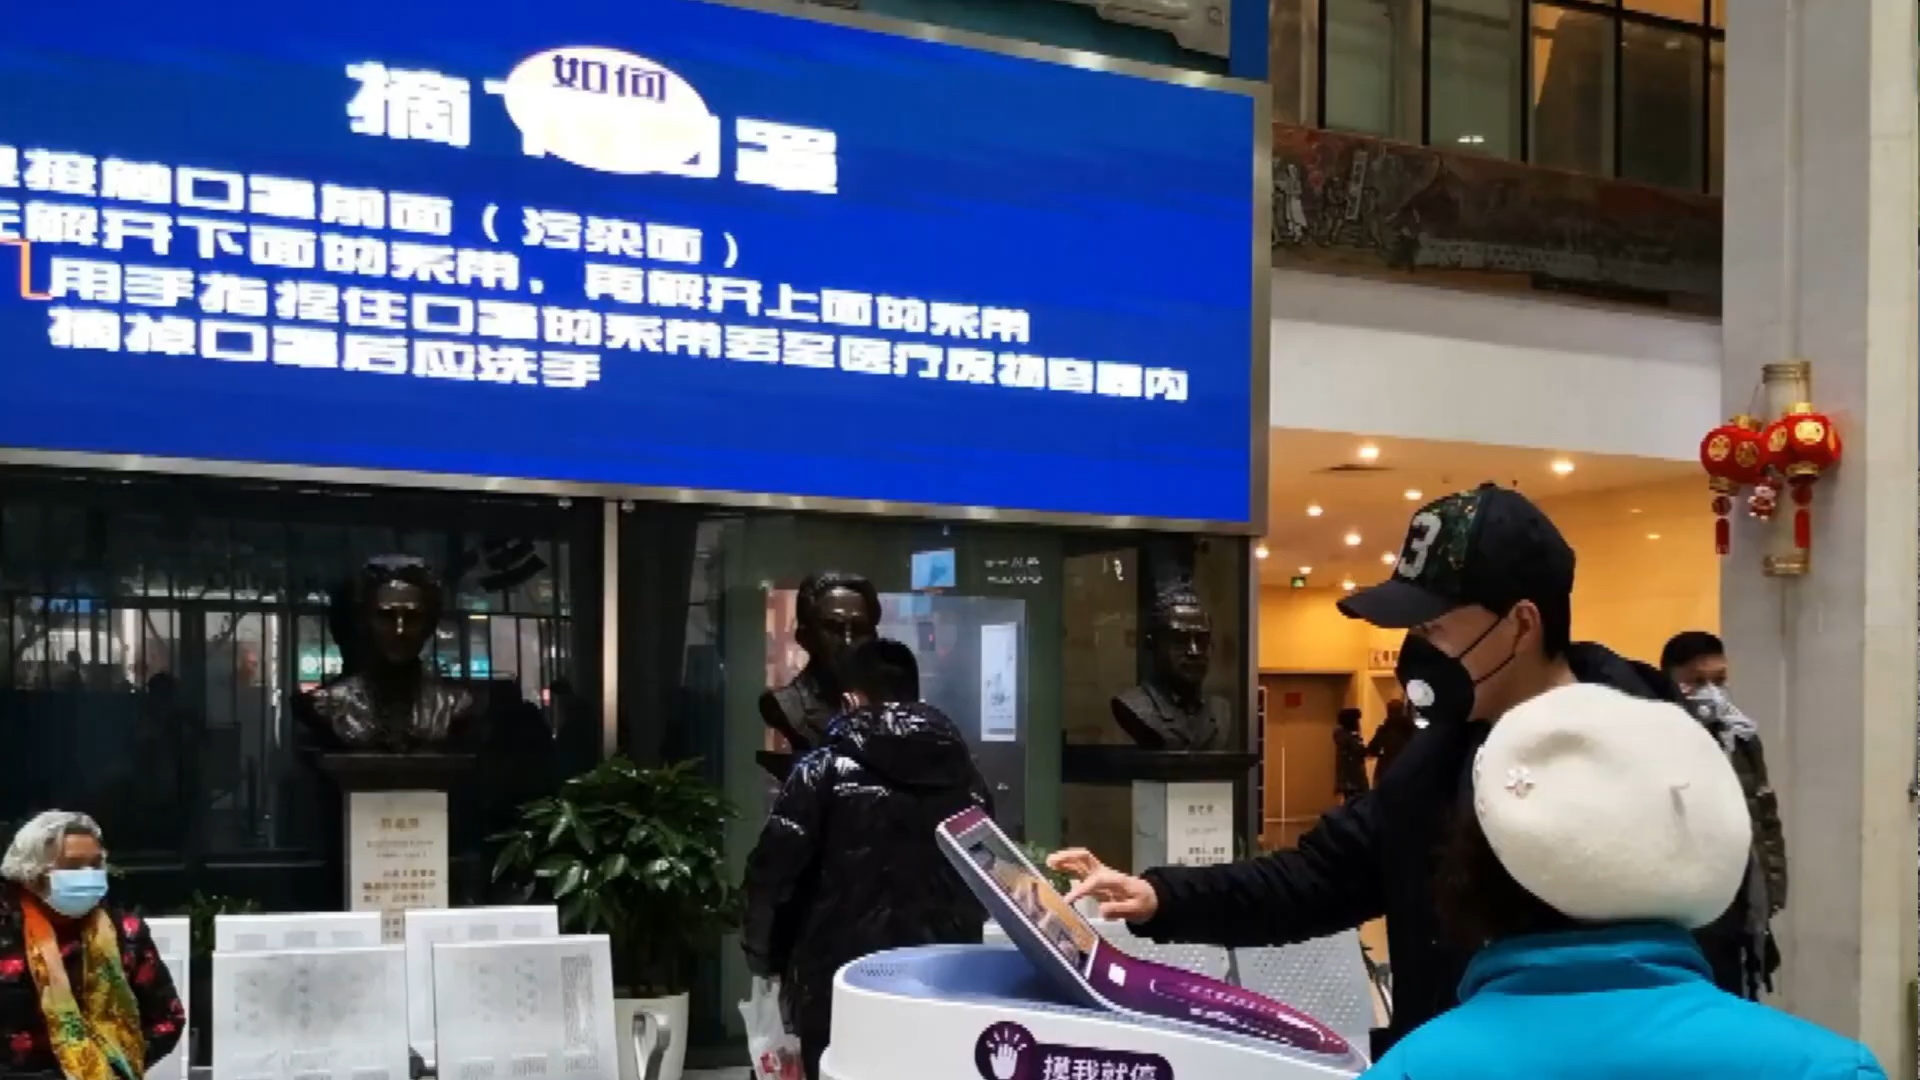 如何
摘 罩
接触口罩前面（污染面）
解开下面的系带，再解开上面的系带
用手指捏住口罩的系带丢至医疗废物容器内
摘掉口罩后应洗手
3
摸我就停